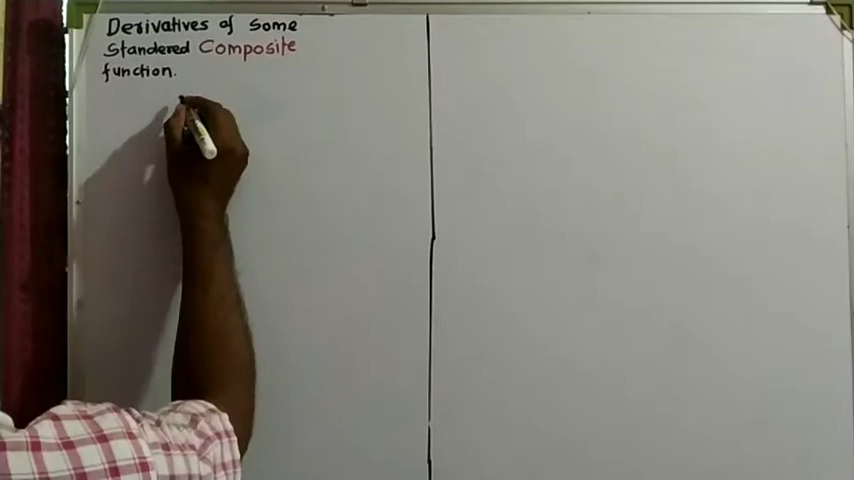 Derivatives of Some
Standered Composite
function.